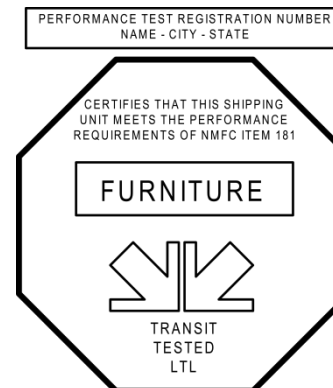 PERFORMANCE TEST REGISTRATION NUMBER
NAME - CITY - STATE
CERTIFIES THAT THIS SHIPPING
UNIT MEETS THE PERFORMANCE
REQUIREMENTS OF NMFC ITEM 181
FURNITURE
TRANSIT
TESTED
LTL